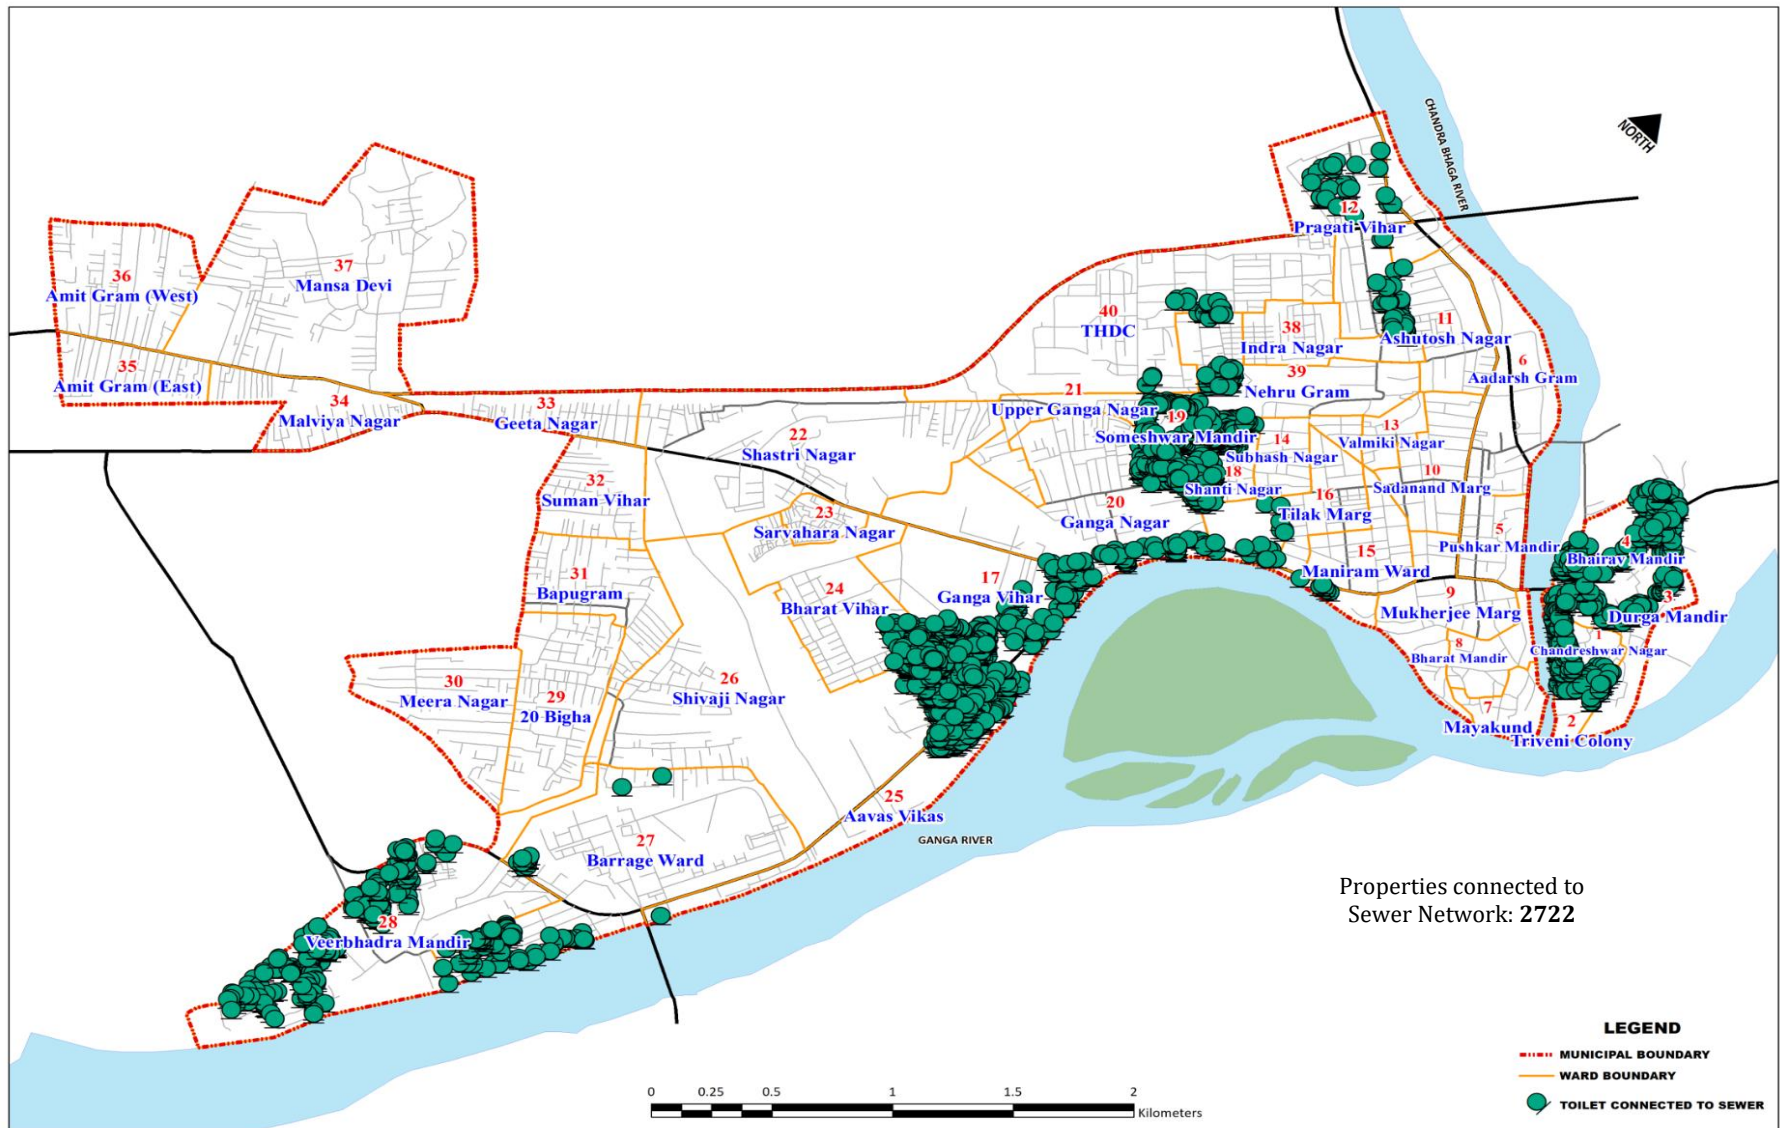 CHANDRA BHAGA RIVER
NORTH
12
Pragati Vihar
36
Amit Gram (West)
37
Mansa Devi
40
THDC
38
Indra Nagar
11
Ashutosh Nagar
6
Aadarsh Gram
35
Amit Gram (East)
39
Nehru Gram
34
Malviya Nagar
33
Geeta Nagar
21
Upper Ganga Nagar
19
Someshwar Mandir
13
Valmiki Nagar
22
Shastri Nagar
14
Subhash Nagar
32
Suman Vihar
18
Shanti Nagar
10
Sadanand Marg
20
Ganga Nagar
16
Tilak Marg
23
Sarvahara Nagar
5
Pushkar Mandir
4
Bhairav Mandir
15
Maniram Ward
31
Bapugram
17
Ganga Vihar
24
Bharat Vihar
9
Mukherjee Marg
3
Durga Mandir
1
Chandreshwar Nagar
8
Bharat Mandir
30
Meera Nagar
29
20 Bigha
26
Shivaji Nagar
7
Mayakund
2
Triveni Colony
25
Aavas Vikas
GANGA RIVER
27
Barrage Ward
28
Veerbhadra Mandir
Properties connected to
Sewer Network: 2722
LEGEND
MUNICIPAL BOUNDARY
WARD BOUNDARY
TOILET CONNECTED TO SEWER
0 0.25 0.5 1 1.5 2
Kilometers